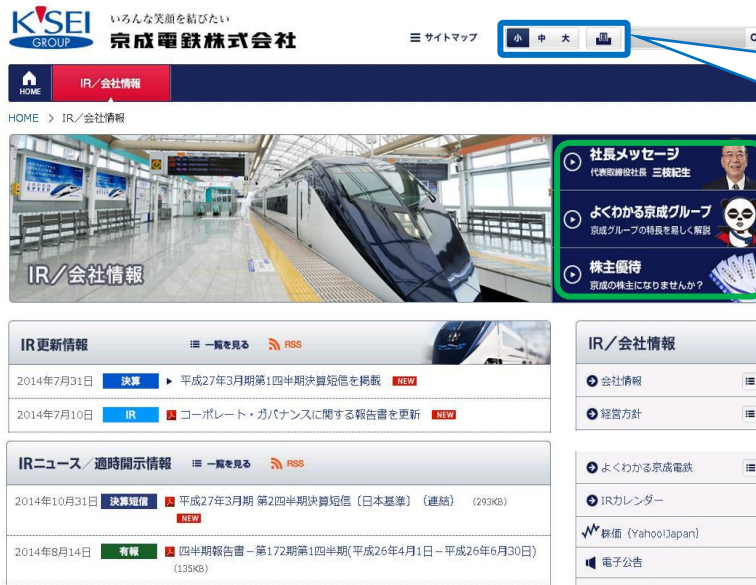 K'SEI
GROUP
いろんな笑顔を結びたい
京成電鉄株式会社
サイトマップ
小 中 大
HOME
IR/会社情報
HOME > IR/会社情報
社長メッセージ
代表取締役社長 三枝紀生
よくわかる京成グループ
京成グループの特長を易しく解説
株主優待
京成の株主になりませんか？
IR/会社情報
IR更新情報 一覧を見る RSS
2014年7月31日 決算 平成27年3月期第1四半期決算短信を掲載 NEW
2014年7月10日 IR コーポレート・ガバナンスに関する報告書を更新 NEW
IRニュース/適時開示情報 一覧を見る RSS
2014年10月31日 決算短信 平成27年3月期 第2四半期決算短信〔日本基準〕（連結） (293KB)
NEW
2014年8月14日 有報 四半期報告書－第172期第1四半期(平成26年4月1日－平成26年6月30日)
(135KB)
IR/会社情報
会社情報
経営方針
よくわかる京成電鉄
IRカレンダー
株価（Yahoo!Japan）
電子公告